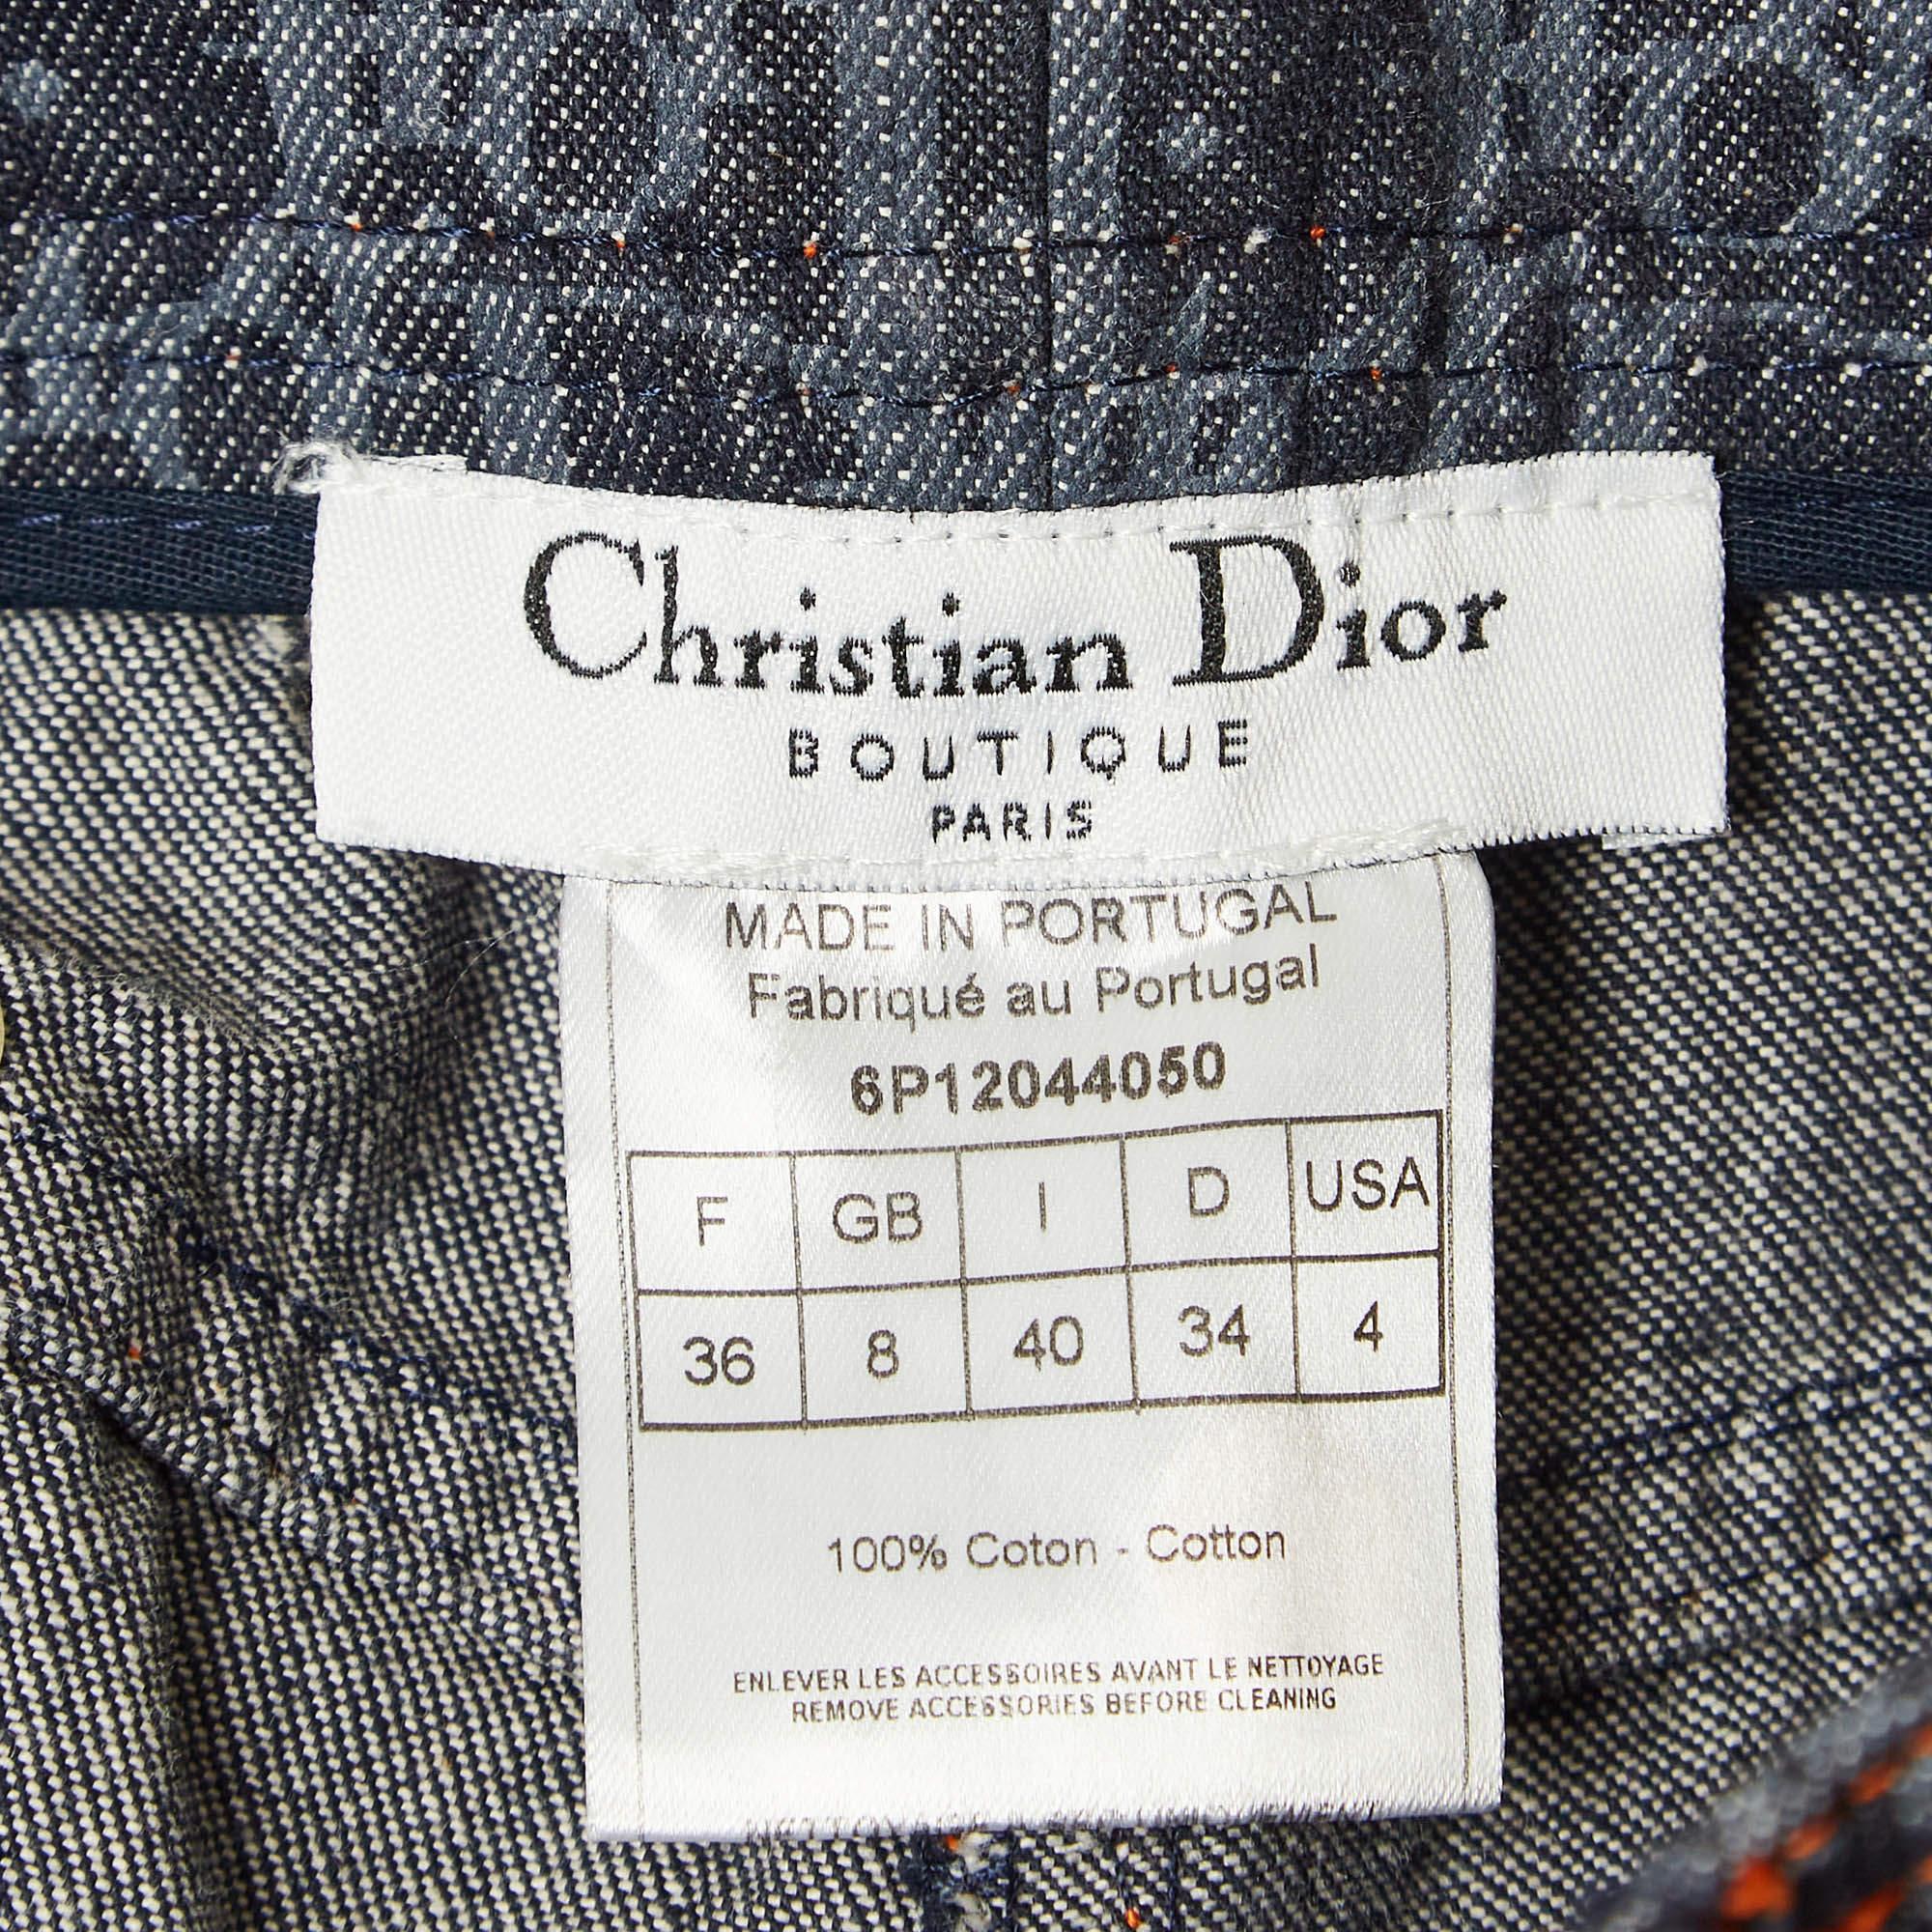 Christian Dior
BOUTIQUE
PARIS
MADE IN PORTUGAL
Fabriqué au Portugal
6P12044050
F GB I D USA
36 8 40 34 4
100% Coton - Cotton
ENLEVER LES ACCESSOIRES AVANT LE NETTOYAGE
REMOVE ACCESSORIES BEFORE CLEANING